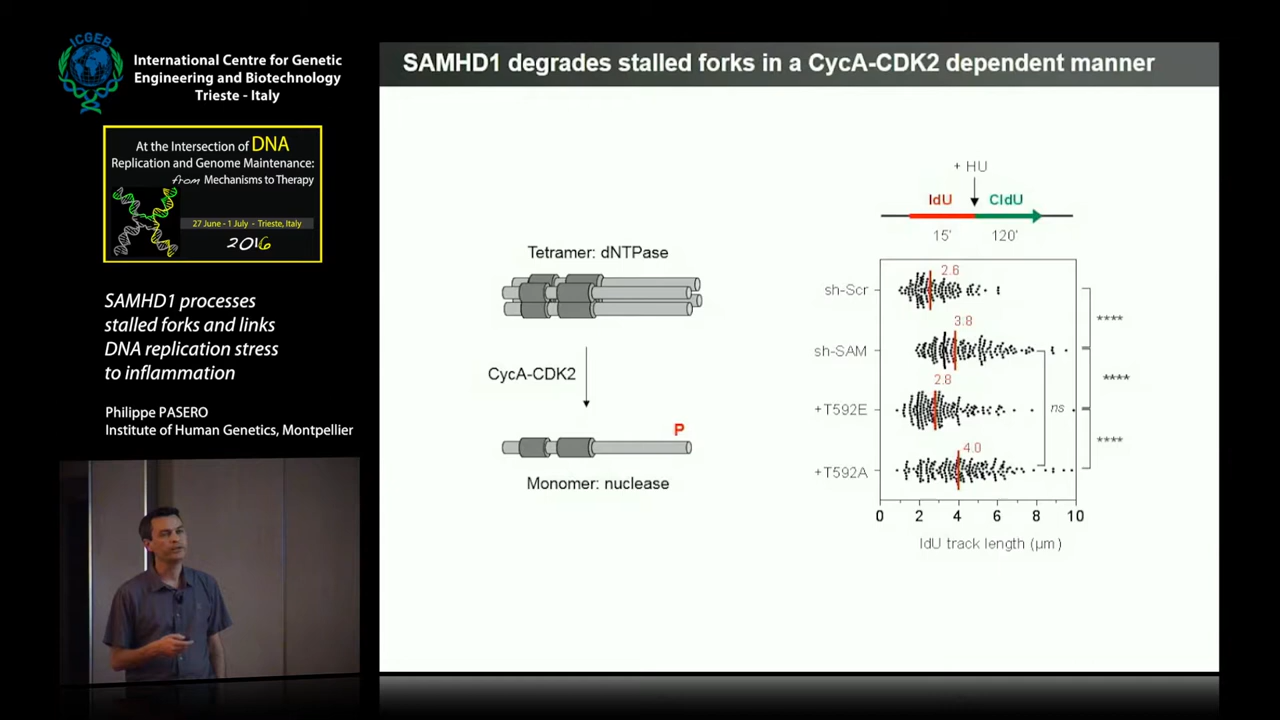 ICGEB
International Centre for Genetic
Engineering and Biotechnology
Trieste - Italy
At the Intersection of DNA
Replication and Genome Maintenance:
from Mechanisms to Therapy
27 June - 1 July - Trieste, Italy
2016
SAMHD1 processes
stalled forks and links
DNA replication stress
to inflammation
Philippe PASERO
Institute of Human Genetics, Montpellier
SAMHD1 degrades stalled forks in a CycA-CDK2 dependent manner
Tetramer: dNTPase
CycA-CDK2
P
Monomer: nuclease
+ HU
IdU CldU
15' 120'
sh-Scr 2.6 ****
sh-SAM 3.8 ****
+T592E 2.8 ns
+T592A 4.0 ****
0 2 4 6 8 10
IdU track length (µm)